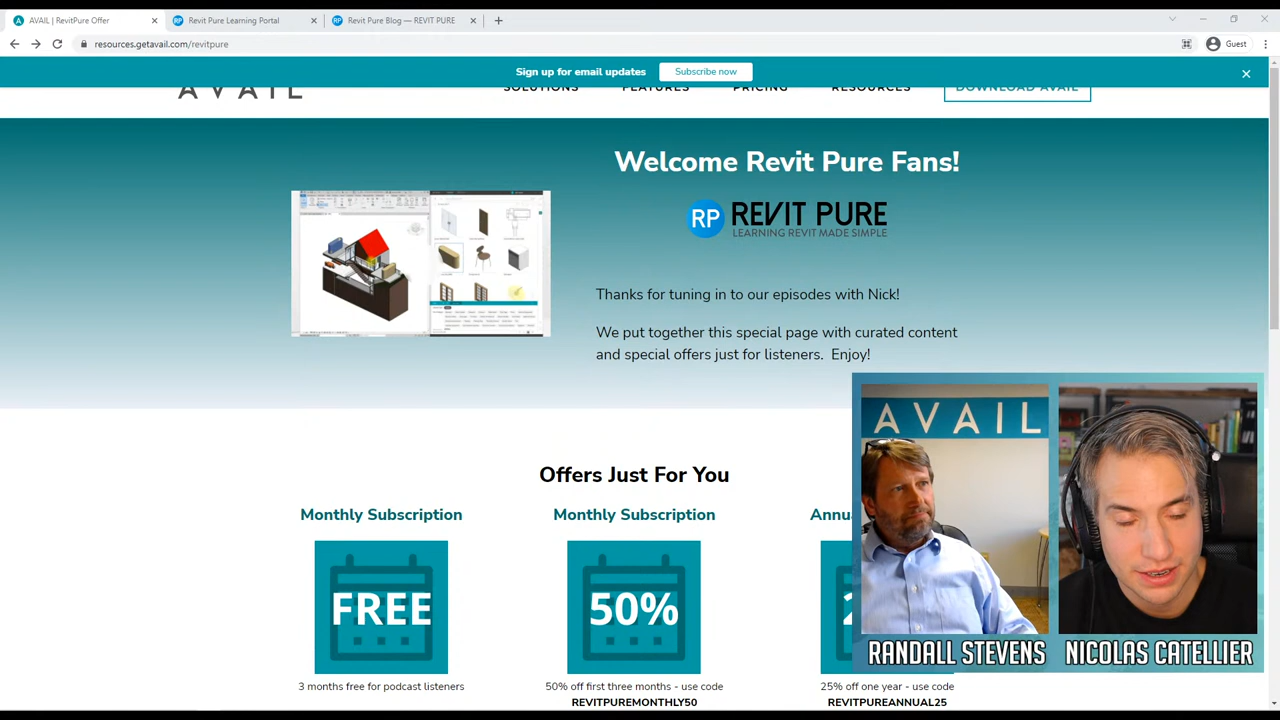 AVAIL | RevitPure Offer
Revit Pure Learning Portal
Revit Pure Blog — REVIT PURE
resources.getavail.com/revitpure
Guest
Sign up for email updates
Subscribe now
AVAIL
SOLUTIONS
FEATURES
PRICING
RESOURCES
DOWNLOAD AVAIL
Welcome Revit Pure Fans!
RP REVIT PURE
LEARNING REVIT MADE SIMPLE
Thanks for tuning in to our episodes with Nick!
We put together this special page with curated content
and special offers just for listeners. Enjoy!
Offers Just For You
Monthly Subscription
FREE
3 months free for podcast listeners
Monthly Subscription
50%
50% off first three months - use code
REVITPUREMONTHLY50
Annua
2
25% off one year - use code
REVITPUREANNUAL25
AVAIL
RANDALL STEVENS
NICOLAS CATELLIER